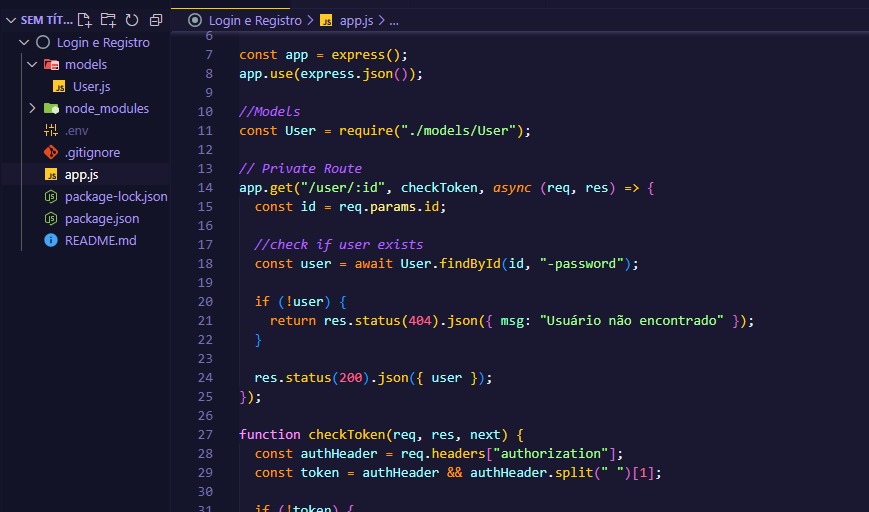 SEM TÍT...
Login e Registro
models
User.js
node_modules
.env
.gitignore
app.js
package-lock.json
package.json
README.md
Login e Registro > app.js > ...
6
7 const app = express();
8 app.use(express.json());
9
10 //Models
11 const User = require("./models/User");
12
13 // Private Route
14 app.get("/user/:id", checkToken, async (req, res) => {
15 const id = req.params.id;
16
17 //check if user exists
18 const user = await User.findById(id, "-password");
19
20 if (!user) {
21 return res.status(404).json({ msg: "Usuário não encontrado" });
22 }
23
24 res.status(200).json({ user });
25 });
26
27 function checkToken(req, res, next) {
28 const authHeader = req.headers["authorization"];
29 const token = authHeader && authHeader.split(" ")[1];
30
31 if (!token) {